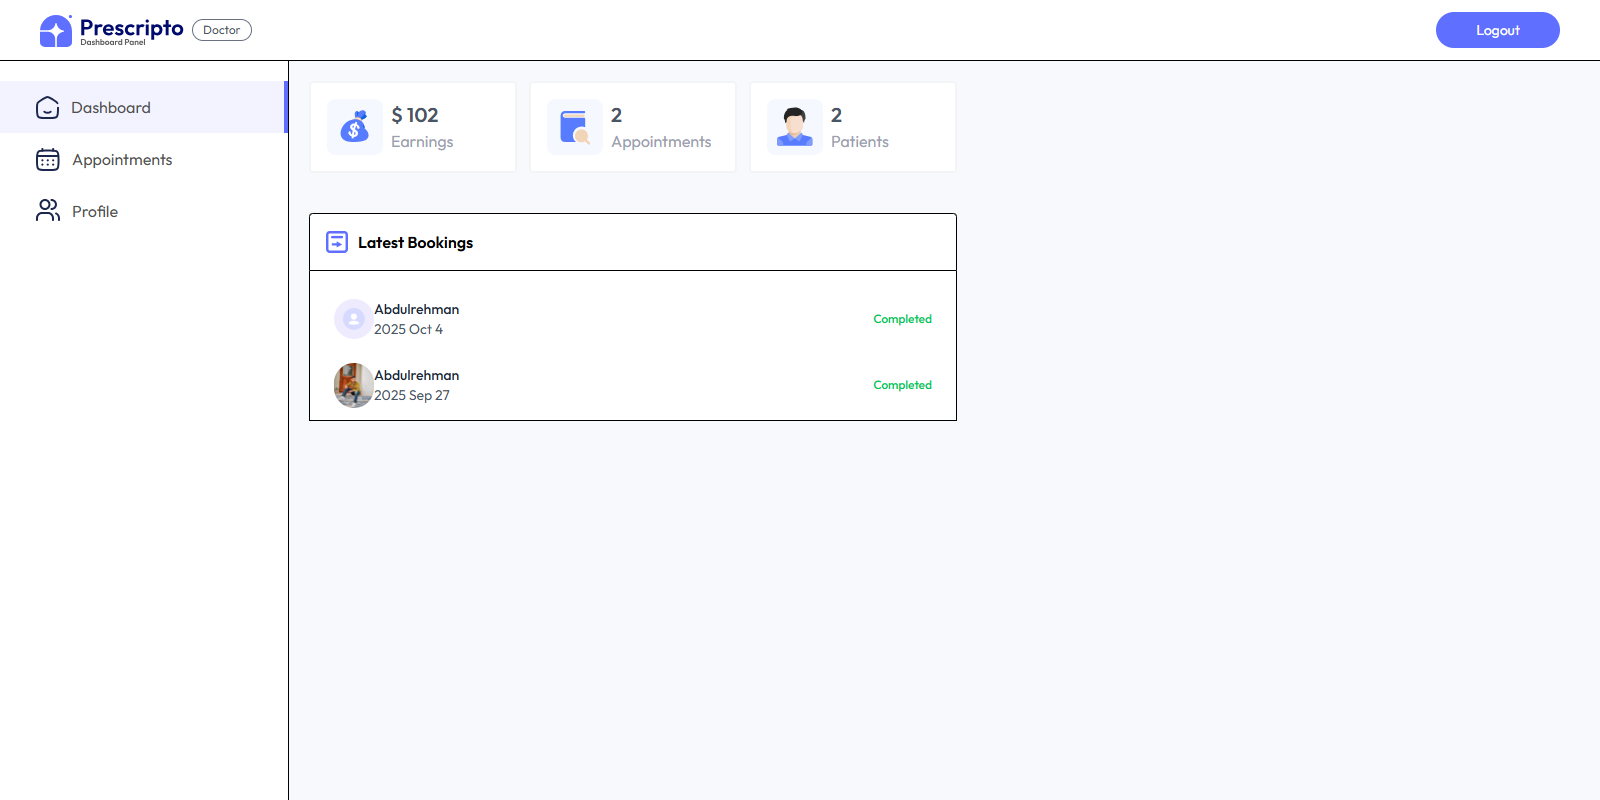 Prescripto
Dashboard Panel
Doctor
Logout
Dashboard
Appointments
Profile
$ 102
Earnings
2
Appointments
2
Patients
Latest Bookings
Abdulrehman
2025 Oct 4
Completed
Abdulrehman
2025 Sep 27
Completed